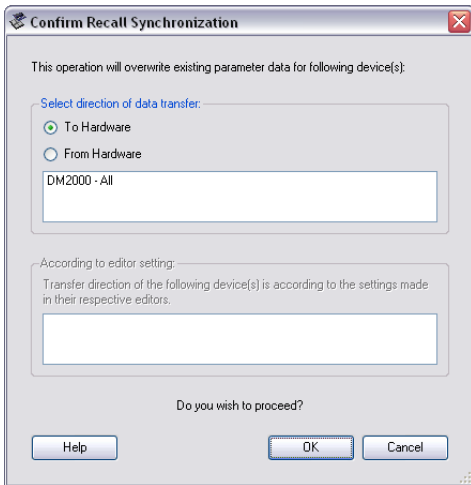 Confirm Recall Synchronization
This operation will overwrite existing parameter data for following device(s):
Select direction of data transfer:
To Hardware
From Hardware
DM2000 - All
According to editor setting:
Transfer direction of the following device(s) is according to the settings made
in their respective editors.
Do you wish to proceed?
Help
OK
Cancel